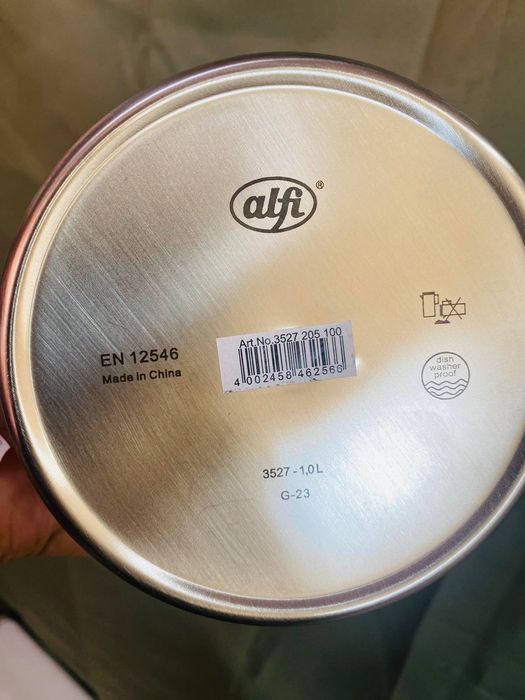 alfi®
EN 12546
Made in China
Art.No.3527 205 100
4 002458 462566
dish
washer
proof
3527 - 1,0 L
G-23